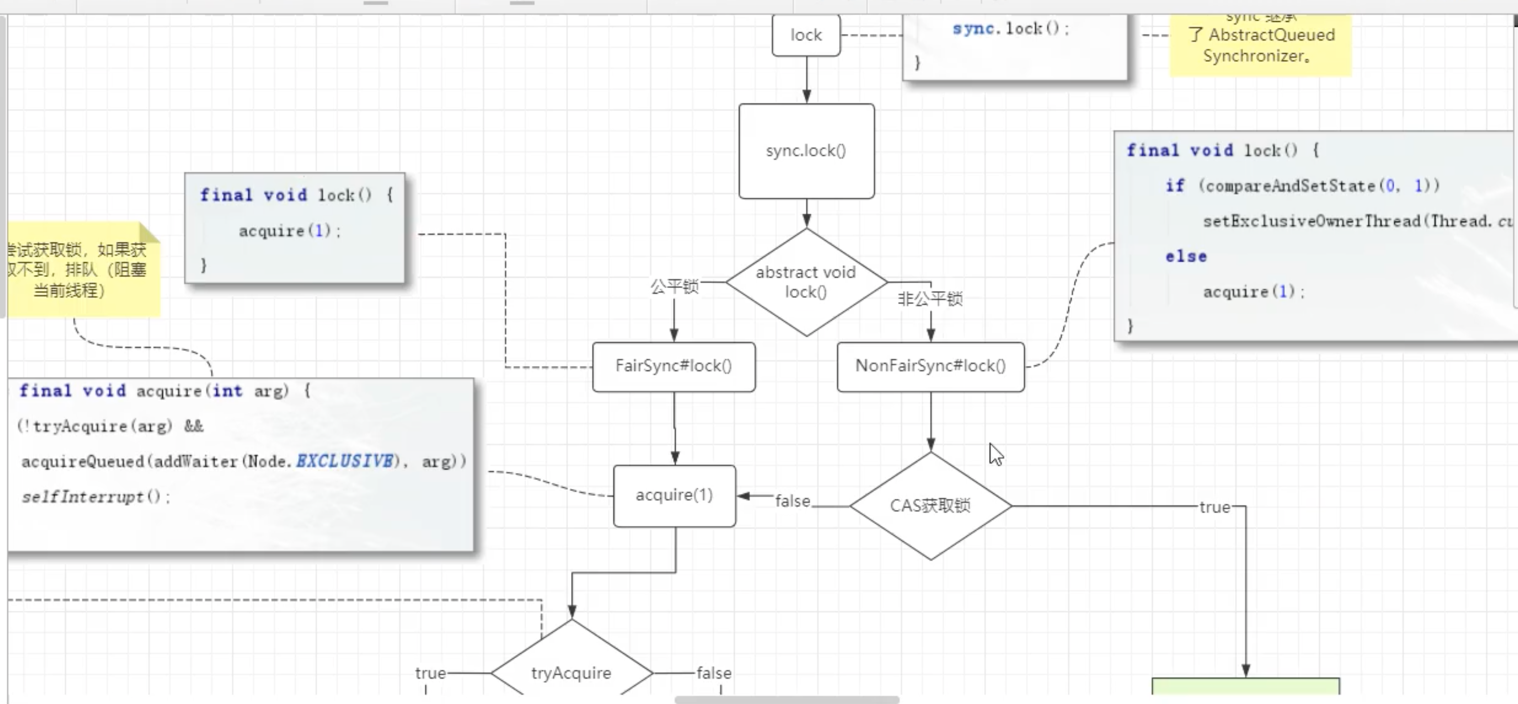 lock
sync.lock();
}
sync 继承
了 AbstractQueued
Synchronizer。
sync.lock()
final void lock() {
acquire(1);
}
final void lock() {
if (compareAndSetState(0, 1))
setExclusiveOwnerThread(Thread.cu
else
acquire(1);
}
尝试获取锁，如果获
取不到，排队（阻塞
当前线程）
abstract void
lock()
公平锁
非公平锁
FairSync#lock()
NonFairSync#lock()
final void acquire(int arg) {
(!tryAcquire(arg) &&
acquireQueued(addWaiter(Node.EXCLUSIVE), arg))
selfInterrupt();
acquire(1)
false
CAS获取锁
true
true
tryAcquire
false